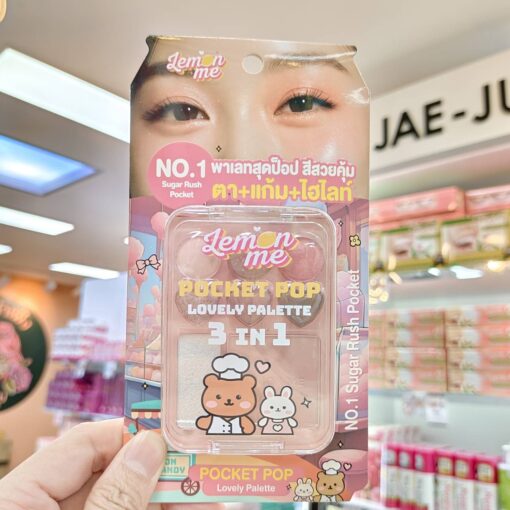 Lemon
me
JAE-JU
NO.1
Sugar Rush
Pocket
พาเลทสุดป็อป สีสวยคุ้ม
ตา+แก้ม+ไฮไลท์
Lemon
me
POCKET POP
LOVELY PALETTE
3 IN 1
NO.1 Sugar Rush Pocket
POCKET POP
Lovely Palette